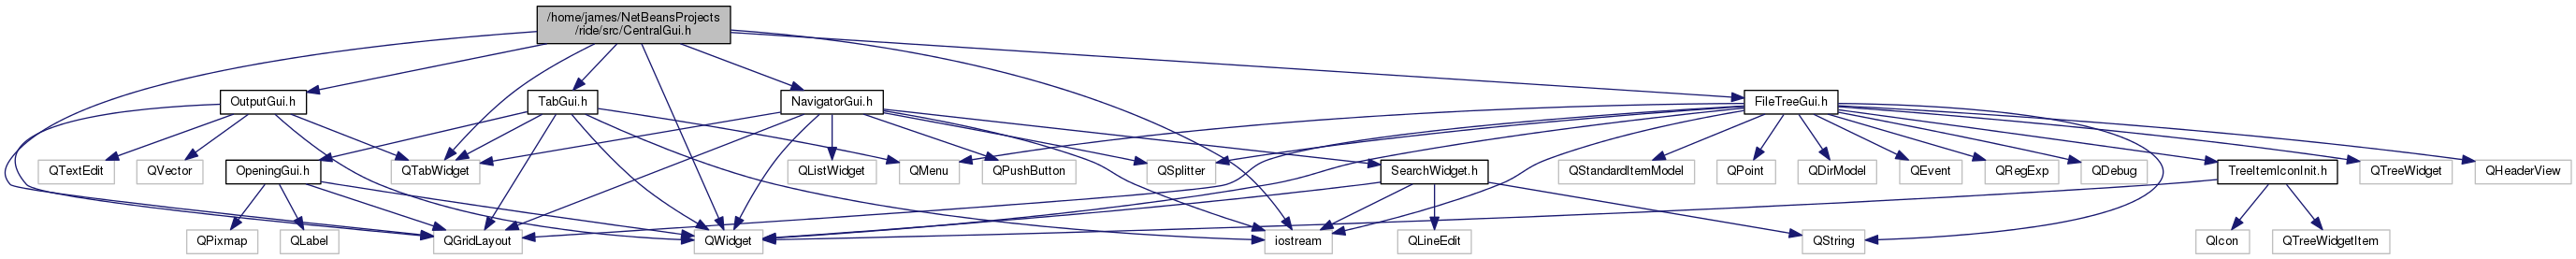 /home/james/NetBeansProjects
/ride/src/CentralGui.h
OutputGui.h
TabGui.h
NavigatorGui.h
FileTreeGui.h
QTextEdit
QVector
OpeningGui.h
QTabWidget
QListWidget
QMenu
QPushButton
QSplitter
SearchWidget.h
QStandardItemModel
QPoint
QDirModel
QEvent
QRegExp
QDebug
TreeItemIconInit.h
QTreeWidget
QHeaderView
QPixmap
QLabel
QGridLayout
QWidget
iostream
QLineEdit
QString
QIcon
QTreeWidgetItem